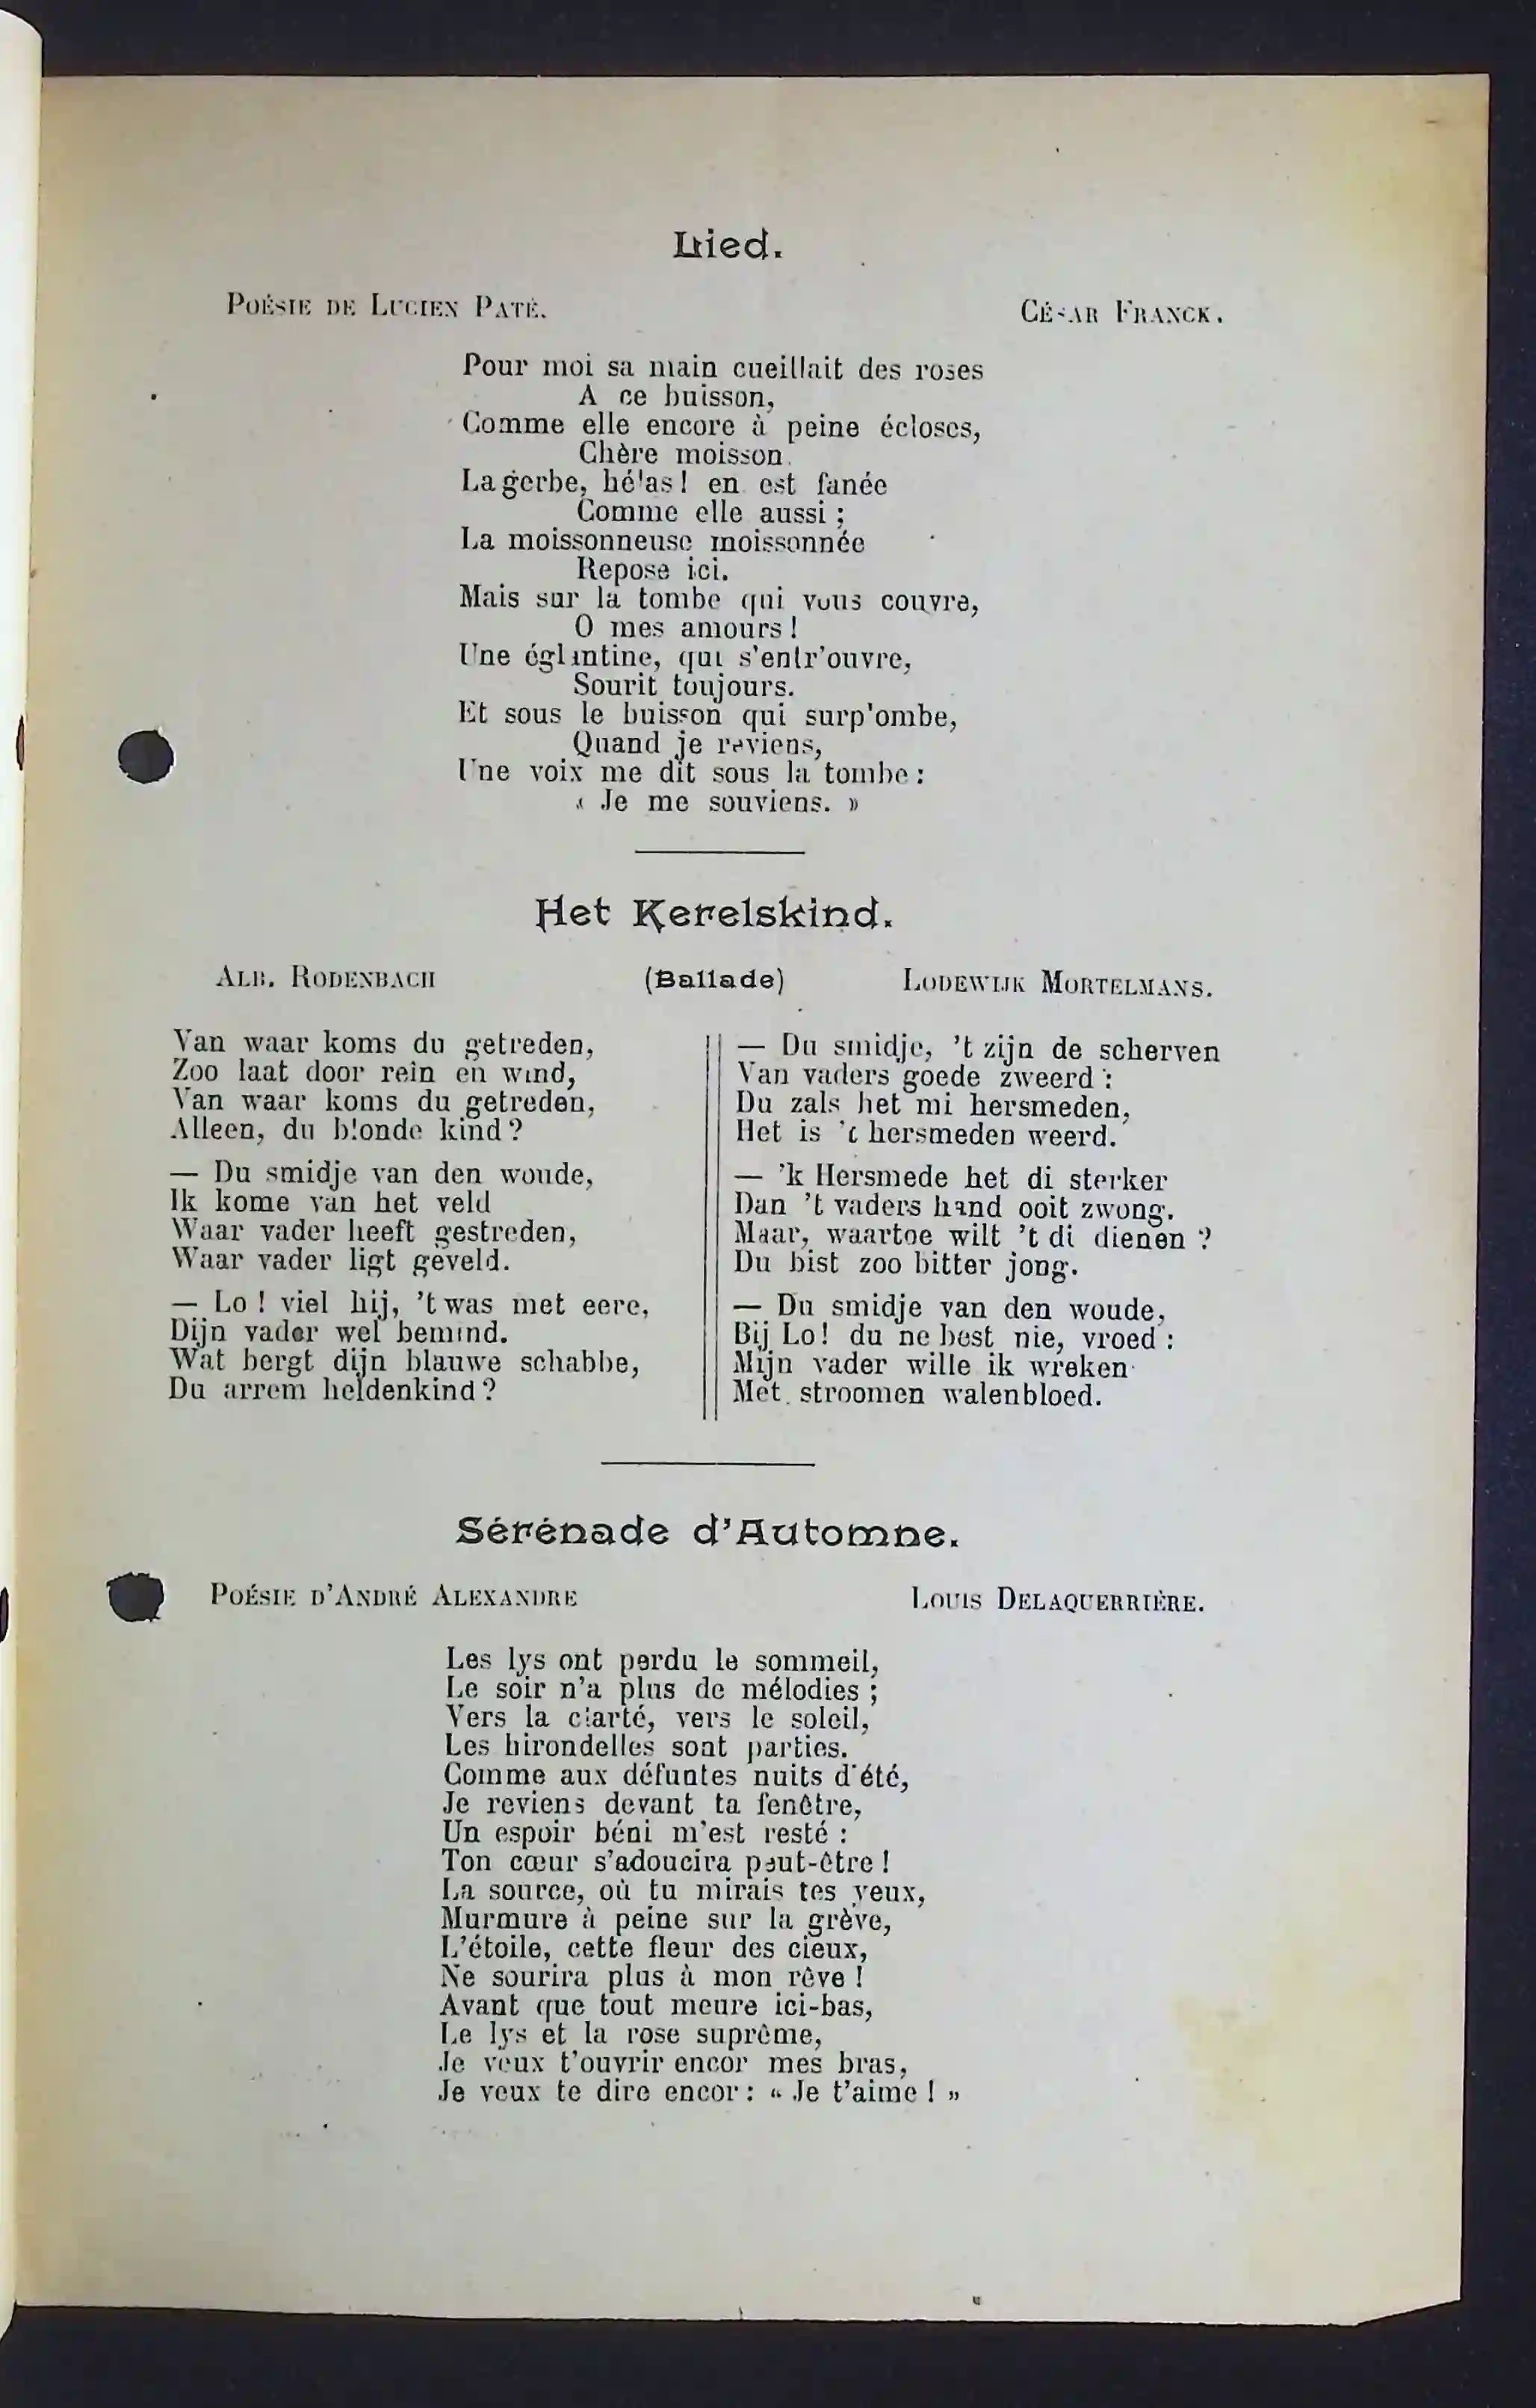 Lied.
Poésie de Lucien Paté.
César Franck.
Pour moi sa main cueillait des roses
A ce buisson,
Comme elle encore à peine écloses,
Chère moisson.
La gerbe, hélas! en est fanée
Comme elle aussi ;
La moissonneuse moissonnée
Repose ici.
Mais sur la tombe qui vous couvre,
O mes amours !
Une églantine, qui s'entr'ouvre,
Sourit toujours.
Et sous le buisson qui surplombe,
Quand je reviens,
Une voix me dit sous la tombe :
« Je me souviens. »
Het Kerelskind.
Alb. Rodenbach
(Ballade)
Lodewijk Mortelmans.
Van waar koms du getreden,
Zoo laat door rein en wind,
Van waar koms du getreden,
Alleen, du blonde kind ?
— Du smidje van den woude,
Ik kome van het veld
Waar vader heeft gestreden,
Waar vader ligt geveld.
— Lo ! viel hij, 't was met eere,
Dijn vader wel bemind.
Wat bergt dijn blauwe schabbe,
Du arrem heldenkind ?
— Du smidje, 't zijn de scherven
Van vaders goede zweerd :
Du zals het mi hersmeden,
Het is 't hersmeden weerd.
— 'k Hersmede het di sterker
Dan 't vaders hand ooit zwong.
Maar, waartoe wilt 't di dienen ?
Du bist zoo bitter jong.
— Du smidje van den woude,
Bij Lo! du ne best nie, vroed :
Mijn vader wille ik wreken
Met stroomen walenbloed.
Sérénade d'Automne.
Poésie d'André Alexandre
Louis Delaquerrière.
Les lys ont perdu le sommeil,
Le soir n'a plus de mélodies ;
Vers la clarté, vers le soleil,
Les hirondelles sont parties.
Comme aux défuntes nuits d'été,
Je reviens devant ta fenêtre,
Un espoir béni m'est resté :
Ton cœur s'adoucira peut-être !
La source, où tu mirais tes yeux,
Murmure à peine sur la grève,
L'étoile, cette fleur des cieux,
Ne sourira plus à mon rêve !
Avant que tout meure ici-bas,
Le lys et la rose suprême,
Je veux t'ouvrir encor mes bras,
Je veux te dire encor : « Je t'aime ! »